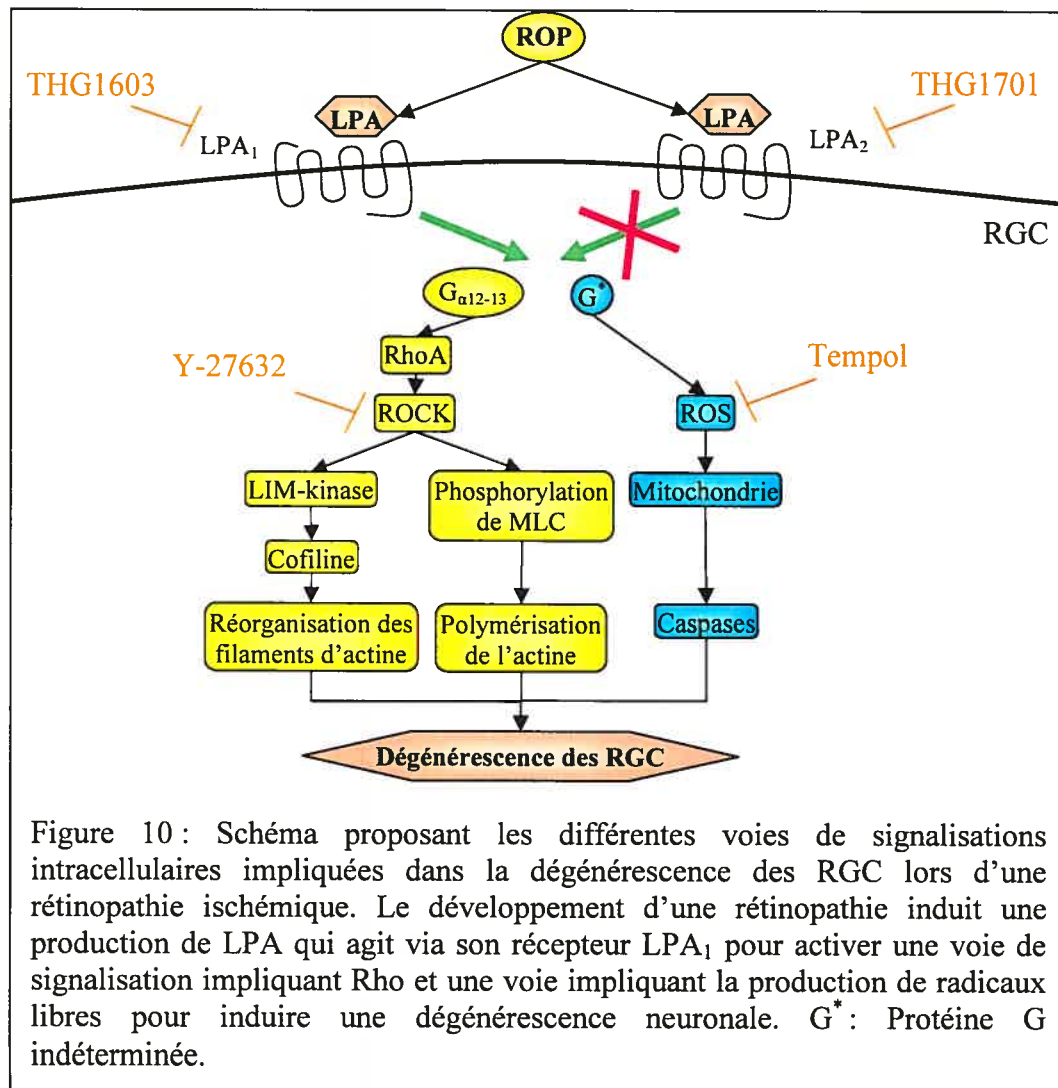 ROP
THG1603
THG1701
LPA
LPA
LPA₁
LPA₂
RGC
Gα12-13
G*
RhoA
Y-27632
Tempol
ROCK
ROS
LIM-kinase
Phosphorylation
de MLC
Mitochondrie
Cofiline
Réorganisation des
filaments d'actine
Polymérisation
de l'actine
Caspases
Dégénérescence des RGC
Figure 10 : Schéma proposant les différentes voies de signalisations
intracellulaires impliquées dans la dégénérescence des RGC lors d'une
rétinopathie ischémique. Le développement d'une rétinopathie induit une
production de LPA qui agit via son récepteur LPA₁ pour activer une voie de
signalisation impliquant Rho et une voie impliquant la production de radicaux
libres pour induire une dégénérescence neuronale. G* : Protéine G
indéterminée.